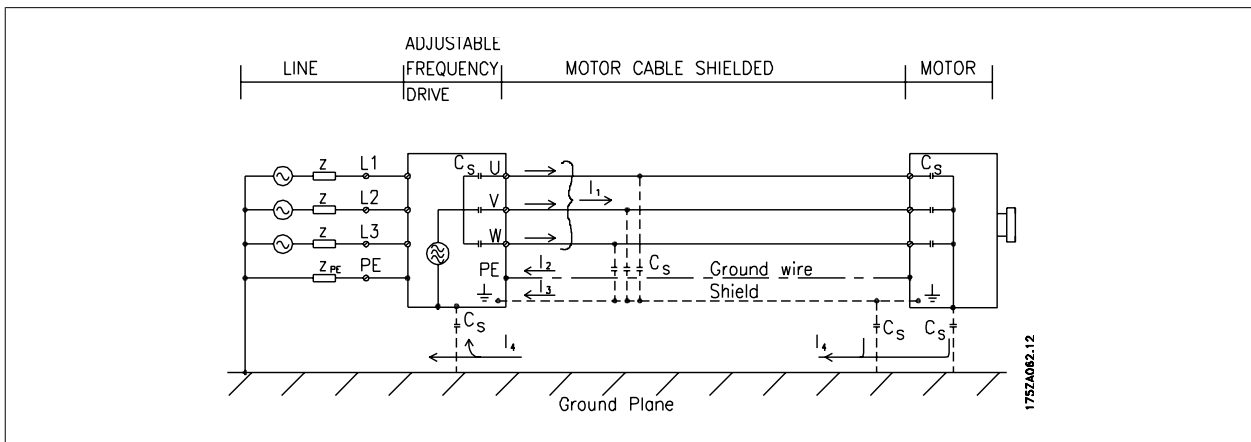 ADJUSTABLE
LINE FREQUENCY MOTOR CABLE SHIELDED MOTOR
DRIVE
Z L1 Cs U Cs
Z L2 V I1
Z L3 W
ZPE PE PE I2 Cs Ground wire
I3 Shield
Cs Cs Cs
I4 I4
Ground Plane
175ZA062.12